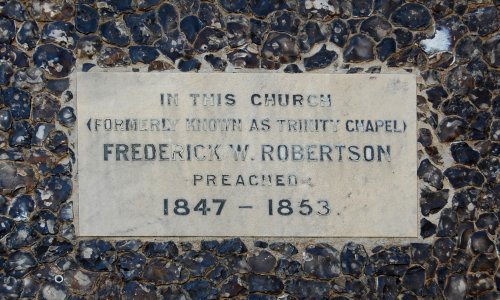 IN THIS CHURCH
(FORMERLY KNOWN AS TRINITY CHAPEL)
FREDERICK W. ROBERTSON
PREACHED
1847 – 1853.